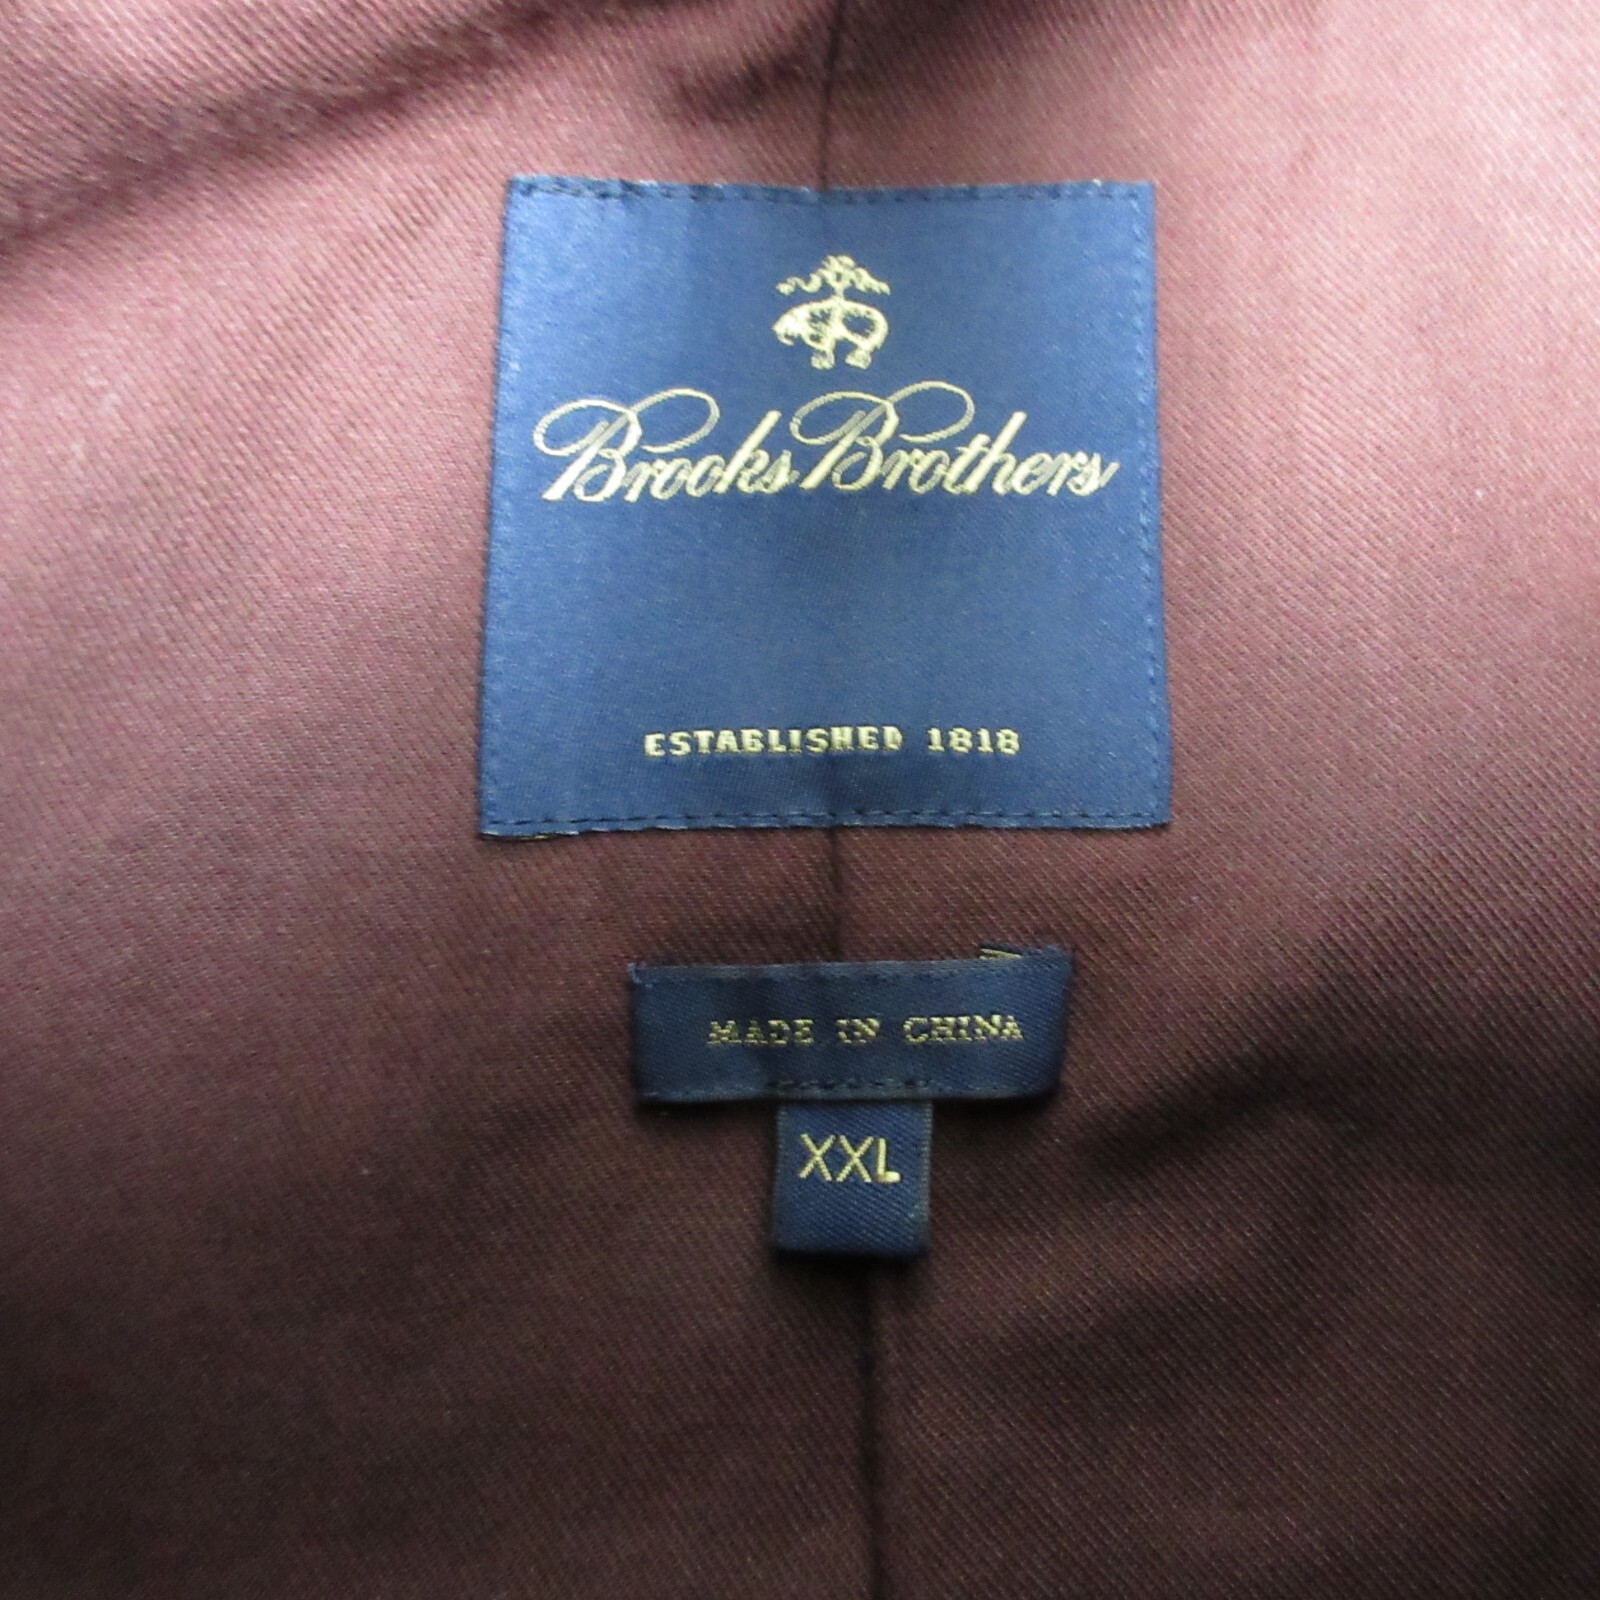 Brooks Brothers
ESTABLISHED 1818
MADE IN CHINA
XXL